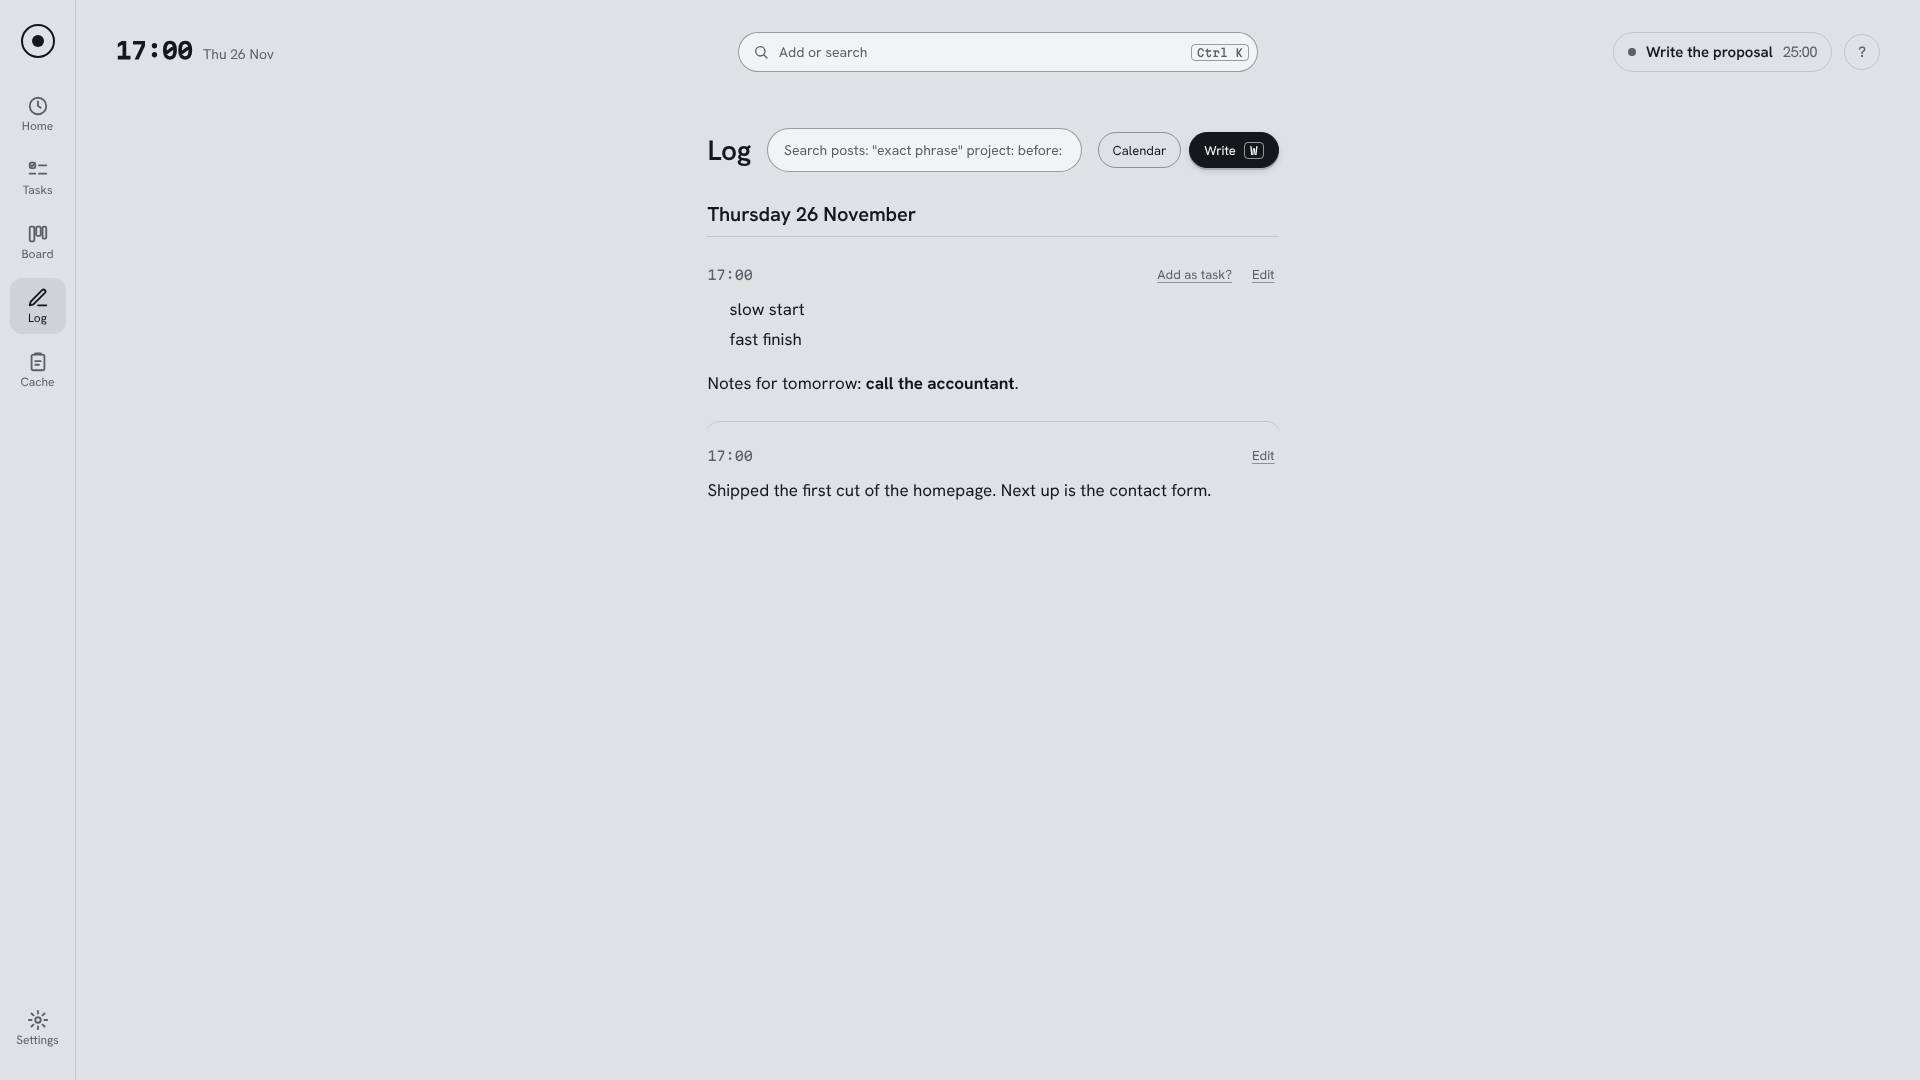 17:00 Thu 26 Nov
Add or search Ctrl K
Write the proposal 25:00 ?
Home
Tasks
Board
Log
Cache
Settings
Log
Search posts: "exact phrase" project: before:
Calendar
Write W
Thursday 26 November
17:00 Add as task? Edit
slow start
fast finish
Notes for tomorrow: call the accountant.
17:00 Edit
Shipped the first cut of the homepage. Next up is the contact form.